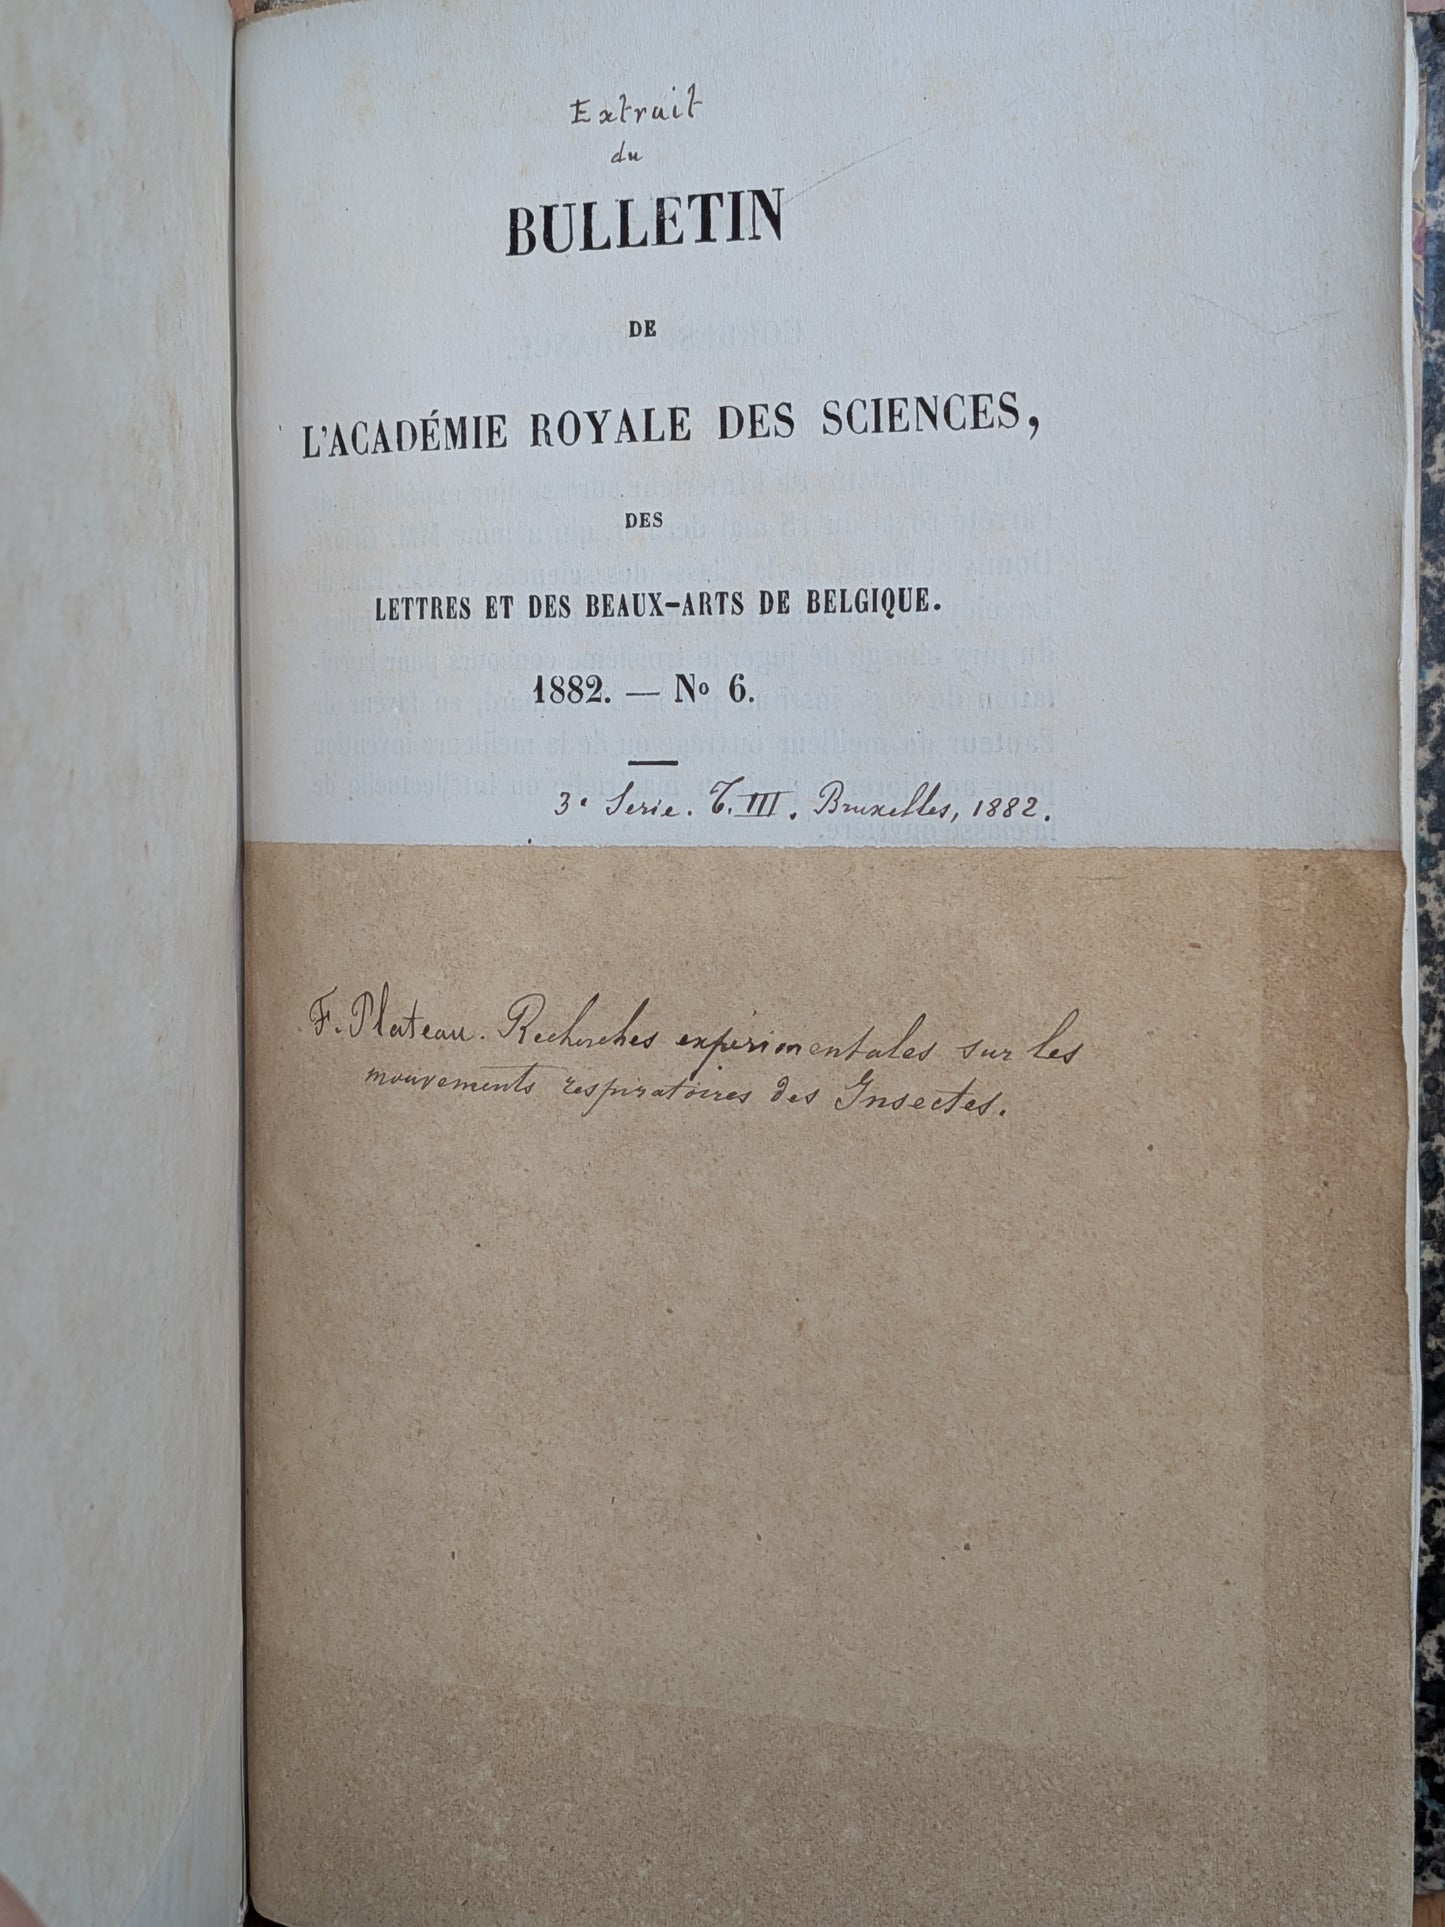 Extrait
du
BULLETIN
DE
L'ACADÉMIE ROYALE DES SCIENCES,
DES
LETTRES ET DES BEAUX-ARTS DE BELGIQUE.
1882. — No 6.
3e Serie. T. III. Bruxelles, 1882.
F. Plateau. Recherches expérimentales sur les
mouvements respiratoires des Insectes.